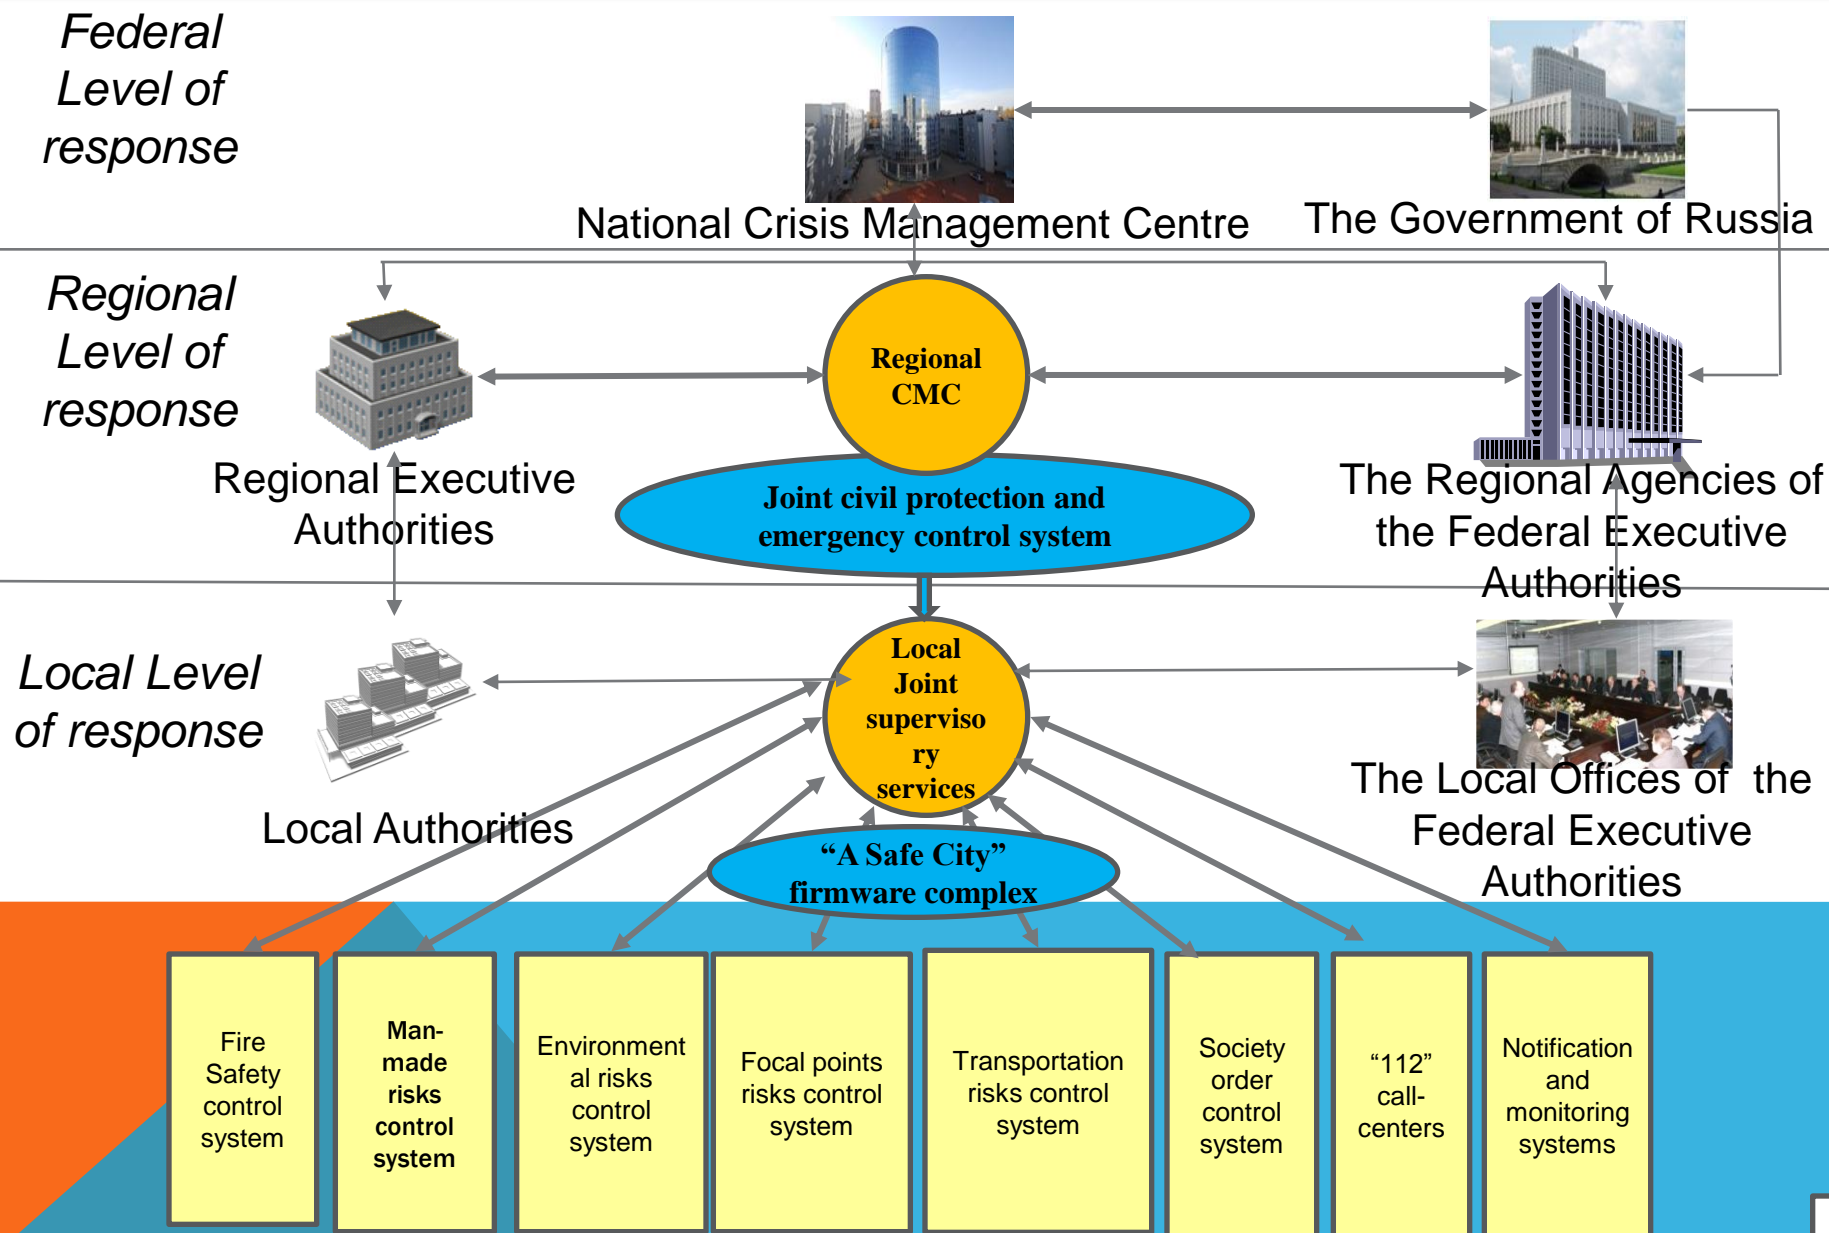 Federal
Level of
response
National Crisis Management Centre
The Government of Russia
Regional
Level of
response
Regional
CMC
Regional Executive
Authorities
Joint civil protection and
emergency control system
The Regional Agencies of
the Federal Executive
Authorities
Local Level
of response
Local
Joint
superviso
ry
services
Local Authorities
The Local Offices of the
Federal Executive
Authorities
“A Safe City”
firmware complex
Fire
Safety
control
system
Man-
made
risks
control
system
Environment
al risks
control
system
Focal points
risks control
system
Transportation
risks control
system
Society
order
control
system
“112”
call-
centers
Notification
and
monitoring
systems